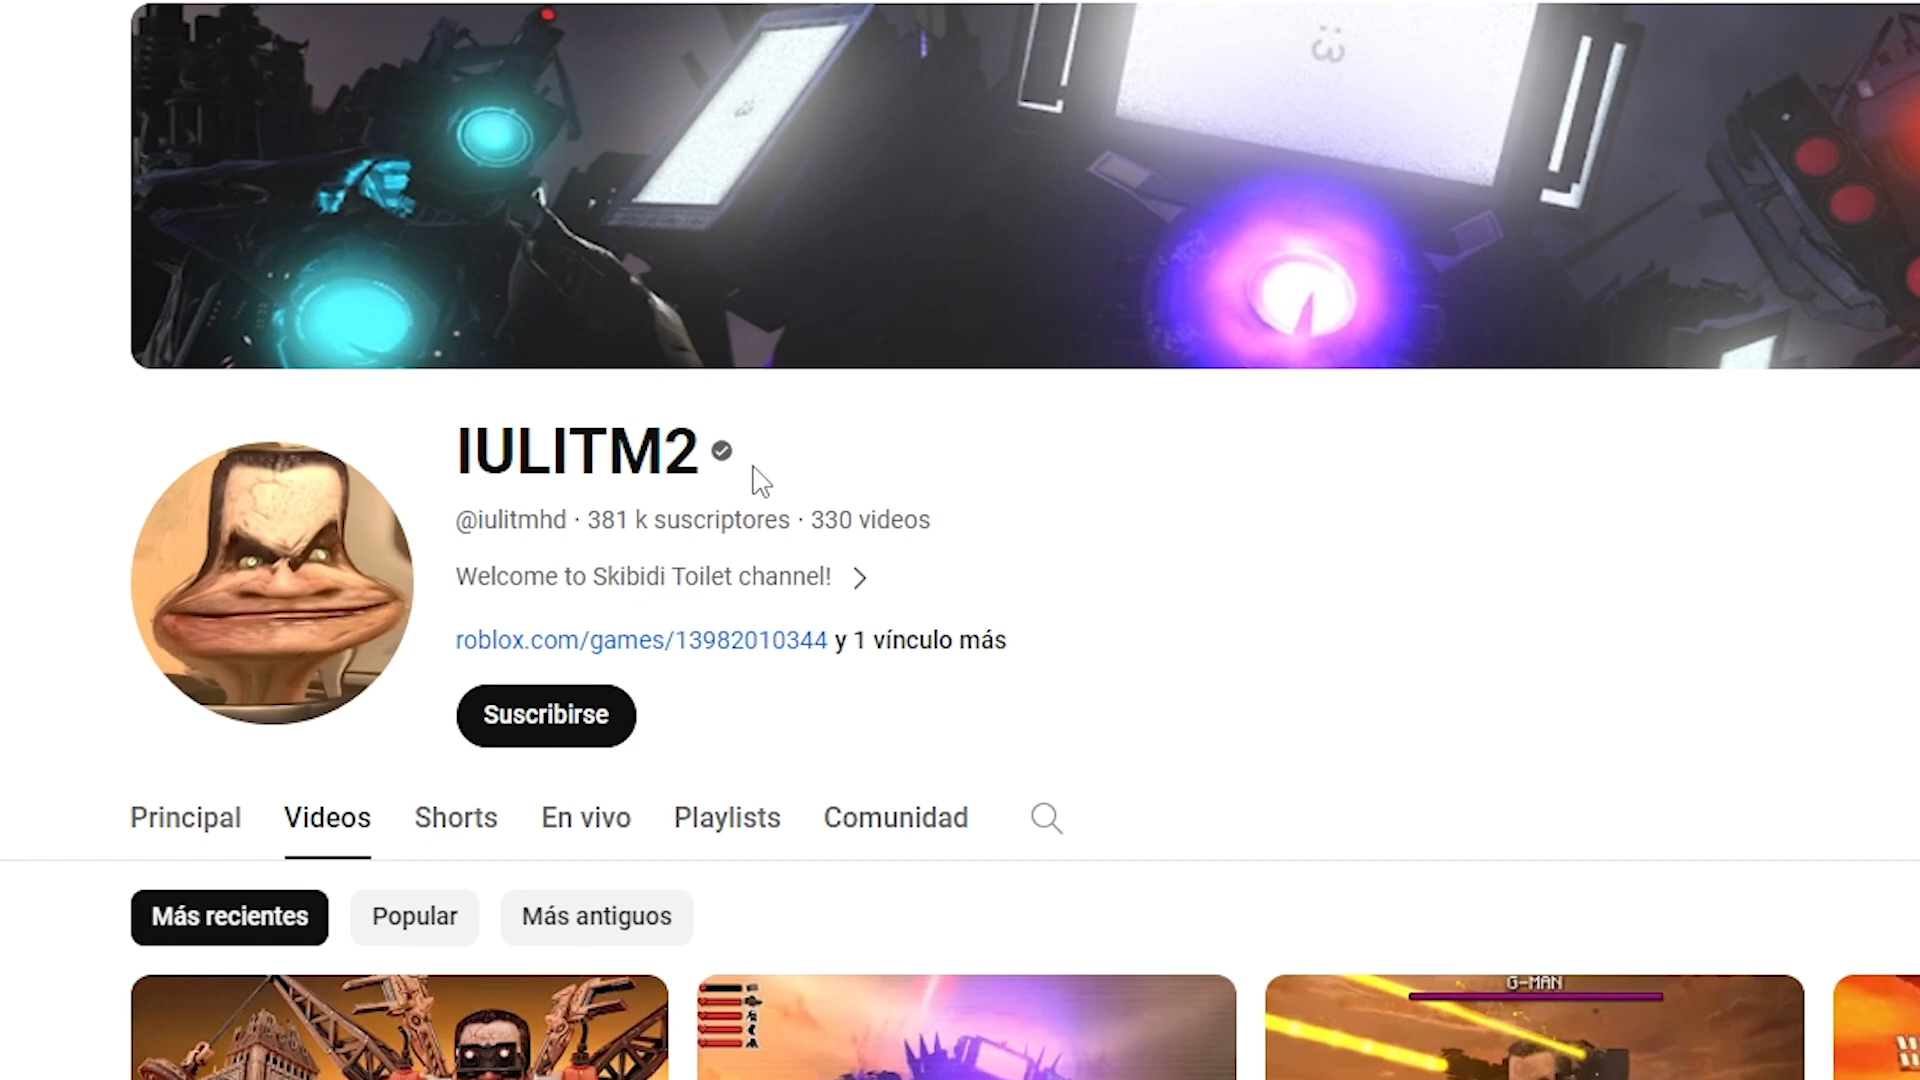 IULITM2
@iulitmhd · 381 k suscriptores · 330 videos
Welcome to Skibidi Toilet channel!
roblox.com/games/13982010344 y 1 vínculo más
Suscribirse
Principal Videos Shorts En vivo Playlists Comunidad
Más recientes Popular Más antiguos
G-MAN